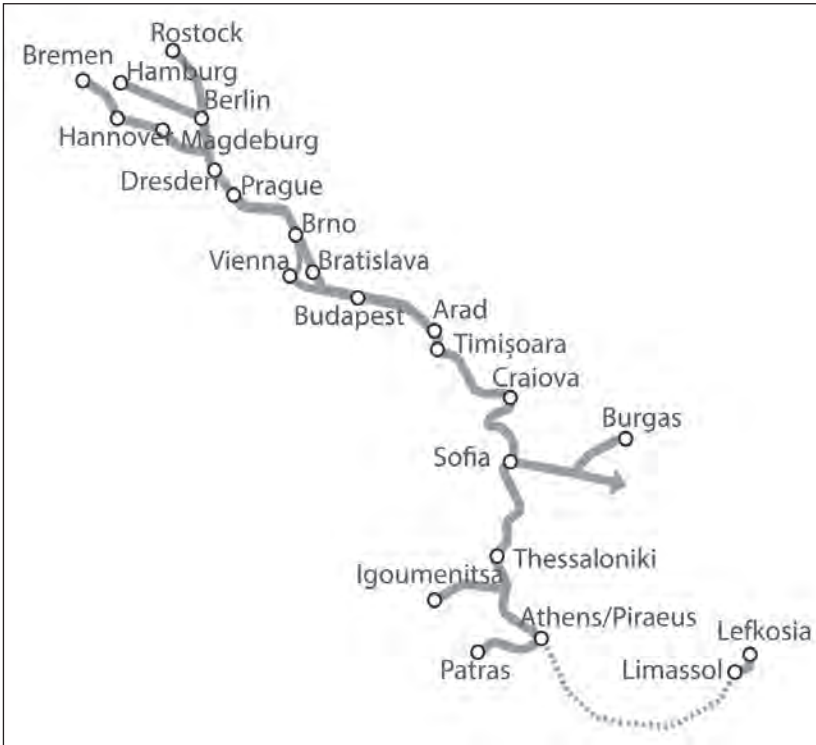 Rostock
Bremen
Hamburg
Berlin
Hannover
Magdeburg
Dresden
Prague
Brno
Vienna
Bratislava
Budapest
Arad
Timișoara
Craiova
Burgas
Sofia
Thessaloniki
Igoumenitsa
Athens/Piraeus
Lefkosia
Patras
Limassol